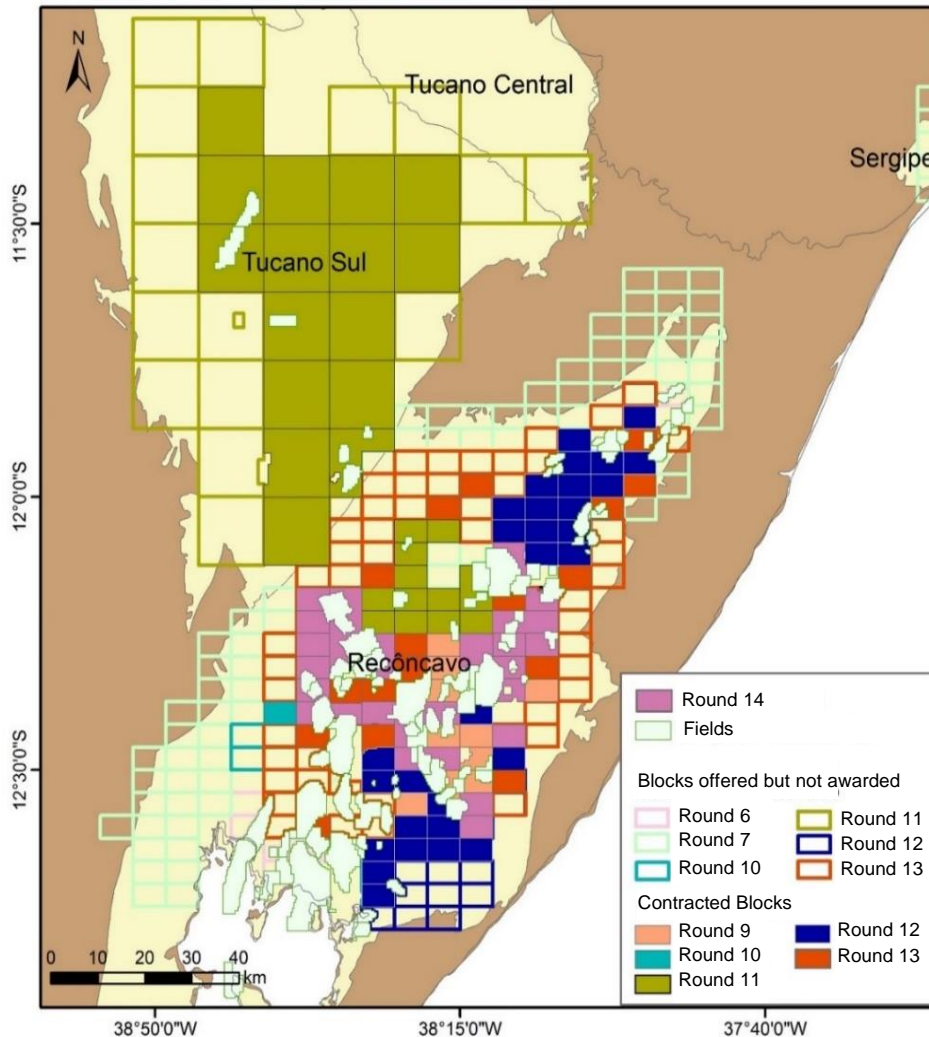 N
Tucano Central
Sergipe
11°30'0"S
Tucano Sul
12°0'0"S
Recôncavo
12°30'0"S
Round 14
Fields
Blocks offered but not awarded
Round 6
Round 7
Round 10
Round 11
Round 12
Round 13
Contracted Blocks
Round 9
Round 10
Round 11
Round 12
Round 13
0 10 20 30 40
km
38°50'0"W
38°15'0"W
37°40'0"W